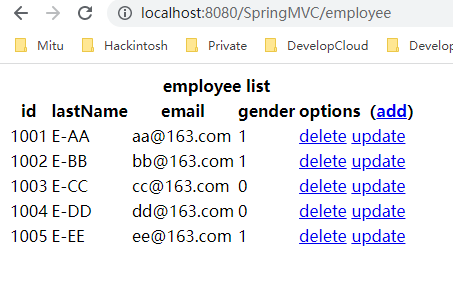 localhost:8080/SpringMVC/employee
Mitu Hackintosh Private DevelopCloud Develop
employee list
id lastName email gender options (add)
1001 E-AA aa@163.com 1 delete update
1002 E-BB bb@163.com 1 delete update
1003 E-CC cc@163.com 0 delete update
1004 E-DD dd@163.com 0 delete update
1005 E-EE ee@163.com 1 delete update